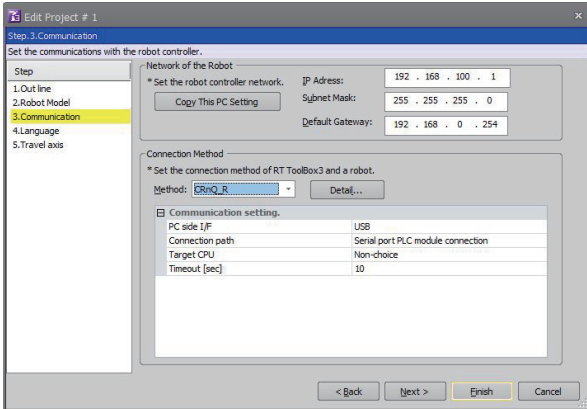 Edit Project # 1
Step. 3.Communication
Set the communications with the robot controller.
Step
1.Out line
2.Robot Model
3.Communication
4.Language
5.Travel axis
Network of the Robot
* Set the robot controller network.
Copy This PC Setting
IP Adress: 192 . 168 . 100 . 1
Subnet Mask: 255 . 255 . 255 . 0
Default Gateway: 192 . 168 . 0 . 254
Connection Method
* Set the connection method of RT ToolBox3 and a robot.
Method: CRnQ_R Detail...
Communication setting.
PC side I/F USB
Connection path Serial port PLC module connection
Target CPU Non-choice
Timeout [sec] 10
< Back Next > Finish Cancel